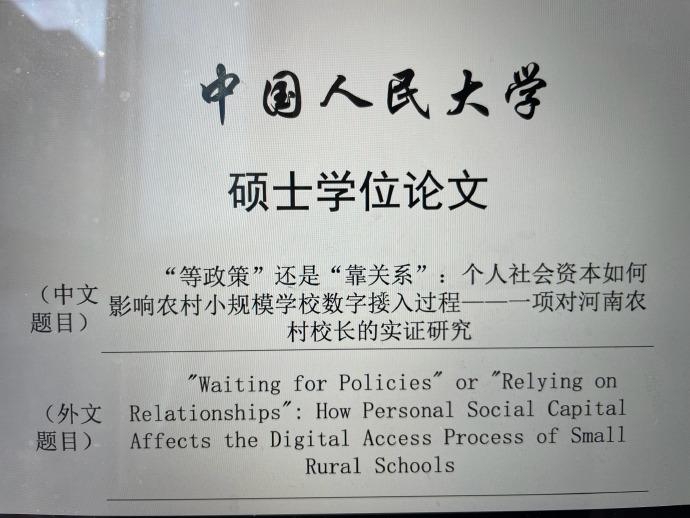 中国人民大学
硕士学位论文
（中文题目）
“等政策”还是“靠关系”：个人社会资本如何
影响农村小规模学校数字接入过程——一项对河南农
村校长的实证研究
（外文题目）
"Waiting for Policies" or "Relying on
Relationships": How Personal Social Capital
Affects the Digital Access Process of Small
Rural Schools